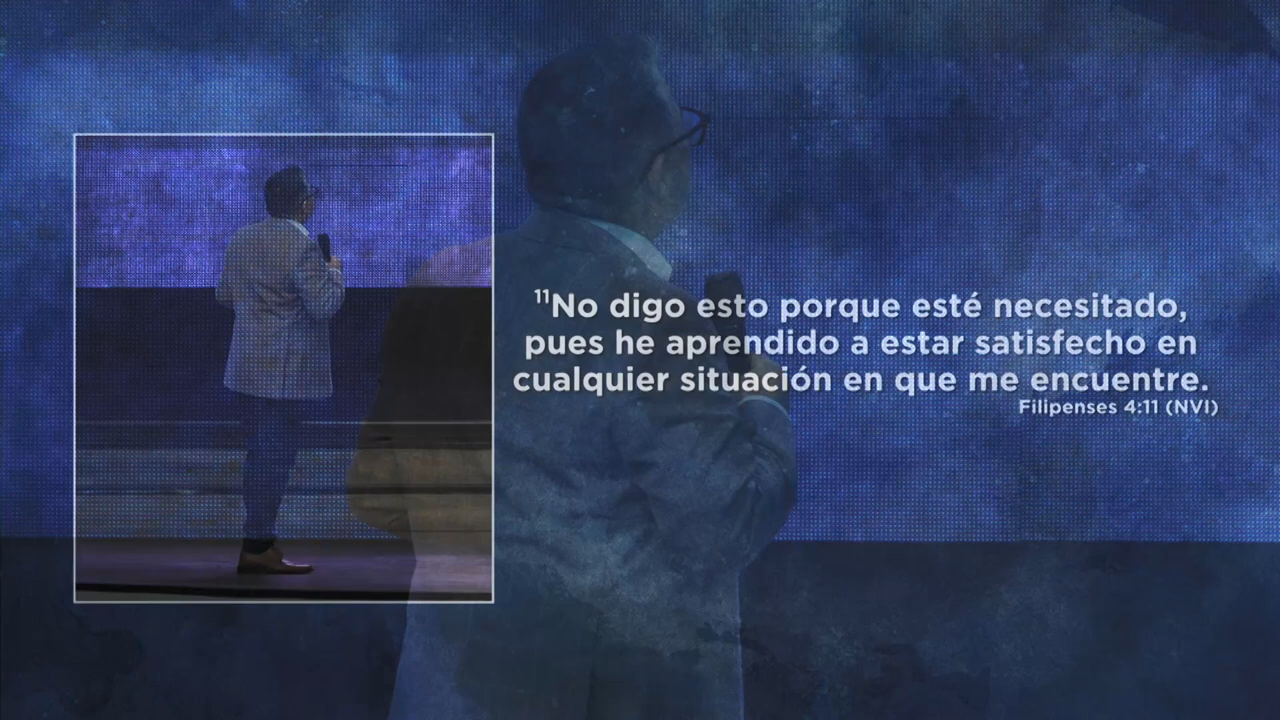 ¹¹No digo esto porque esté necesitado,
pues he aprendido a estar satisfecho en
cualquier situación en que me encuentre.
Filipenses 4:11 (NVI)